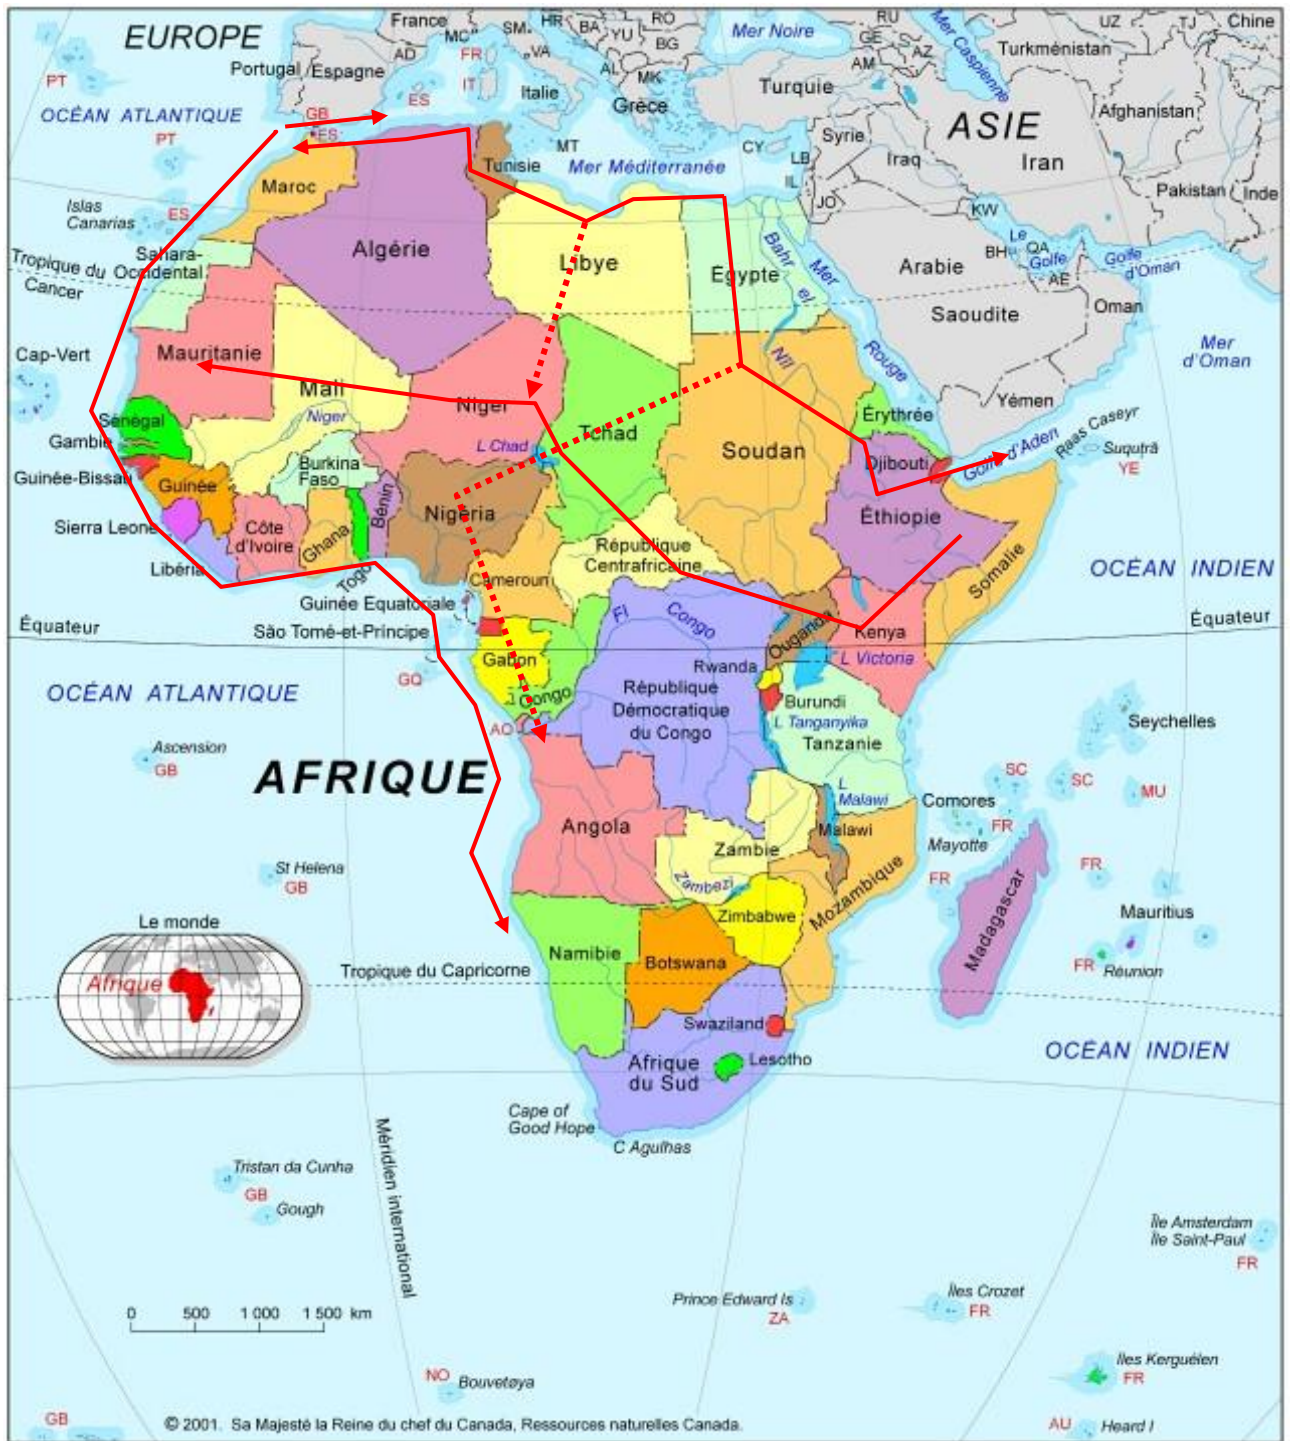 EUROPE
France
SM
HR
BA
RO
YU
BG
MC
FR
VA
AD
AL
MK
IT
ES
Portugal
Espagne
Italie
Grèce
Mer Noire
RU
GE
AZ
AM
Mer Caspienne
UZ
TJ
Chine
Turkménistan
Turquie
Afghanistan
ASIE
Syrie
Iraq
Iran
Pakistan
Inde
PT
OCÉAN ATLANTIQUE
PT
GB
ES
MT
CY
LB
IL
JO
KW
Mer Méditerranée
Tunisie
Maroc
Islas
Canarias
ES
Sahara-
Occidental
Tropique du
Cancer
Algérie
Libye
Égypte
Bahr el
Nil
Mer
Rouge
Arabie
Saoudite
BH
QA
AE
Le
Golfe
Golfe
d'Oman
Oman
Mer
d'Oman
Yémen
Cap-Vert
Mauritanie
Mali
Niger
Niger
Tchad
L Chad
Soudan
Érythrée
Djibouti
Golfe d'Aden
Raas Caseyr
Suquţrā
YE
Sénégal
Gambie
Guinée-Bissau
Guinée
Sierra Leone
Libéria
Côte
d'Ivoire
Burkina
Faso
Ghana
Togo
Bénin
Nigéria
Cameroun
République
Centrafricaine
Éthiopie
Somalie
OCÉAN INDIEN
Équateur
Équateur
Guinée Equatoriale
São Tomé-et-Príncipe
GQ
Gabon
Congo
AO
Fl
Congo
Ouganda
Kenya
L Victoria
Rwanda
Burundi
République
Démocratique
du Congo
L Tanganyika
Tanzanie
OCÉAN ATLANTIQUE
Ascension
GB
AFRIQUE
Seychelles
SC
SC
MU
Comores
FR
Mayotte
FR
FR
Angola
Zambie
Zambezi
L
Malawi
Malawi
Mozambique
Madagascar
Zimbabwe
St Helena
GB
Mauritius
FR
Réunion
Le monde
Afrique
Namibie
Botswana
Tropique du Capricorne
Swaziland
Lesotho
Afrique
du Sud
OCÉAN INDIEN
Cape of
Good Hope
C Agulhas
Méridien international
Tristan da Cunha
GB
Gough
Île Amsterdam
Île Saint-Paul
FR
Prince Edward Is
ZA
Îles Crozet
FR
0 500 1 000 1 500 km
Îles Kerguélen
FR
NO
Bouvetøya
GB
AU
Heard I
© 2001. Sa Majesté la Reine du chef du Canada, Ressources naturelles Canada.